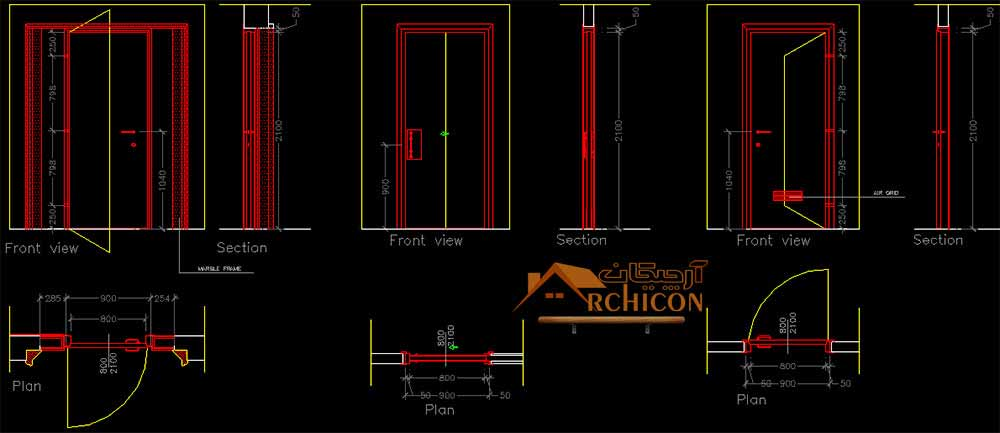 50
250
798
798
250
1040
2100
Front view
Section
MARBLE FRAME
285
900
254
800
800
2100
Plan
900
50
2100
Front view
Section
800
2100
800
50
900
50
Plan
آرچیکان
RCHICON
50
250
798
798
250
1040
2100
AIR GRID
Front view
Section
800
2100
800
50
900
50
Plan